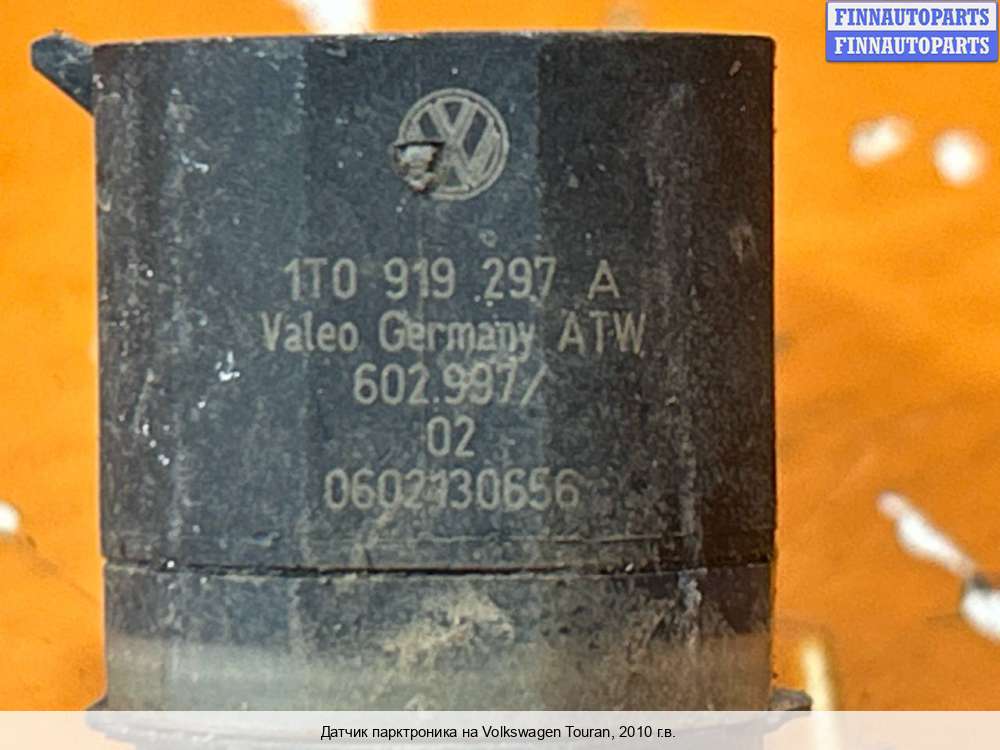 FINNAUTOPARTS
FINNAUTOPARTS
1T0 919 297 A
Valeo Germany ATW
602.997/
02
0602130656
Датчик парктроника на Volkswagen Touran, 2010 г.в.